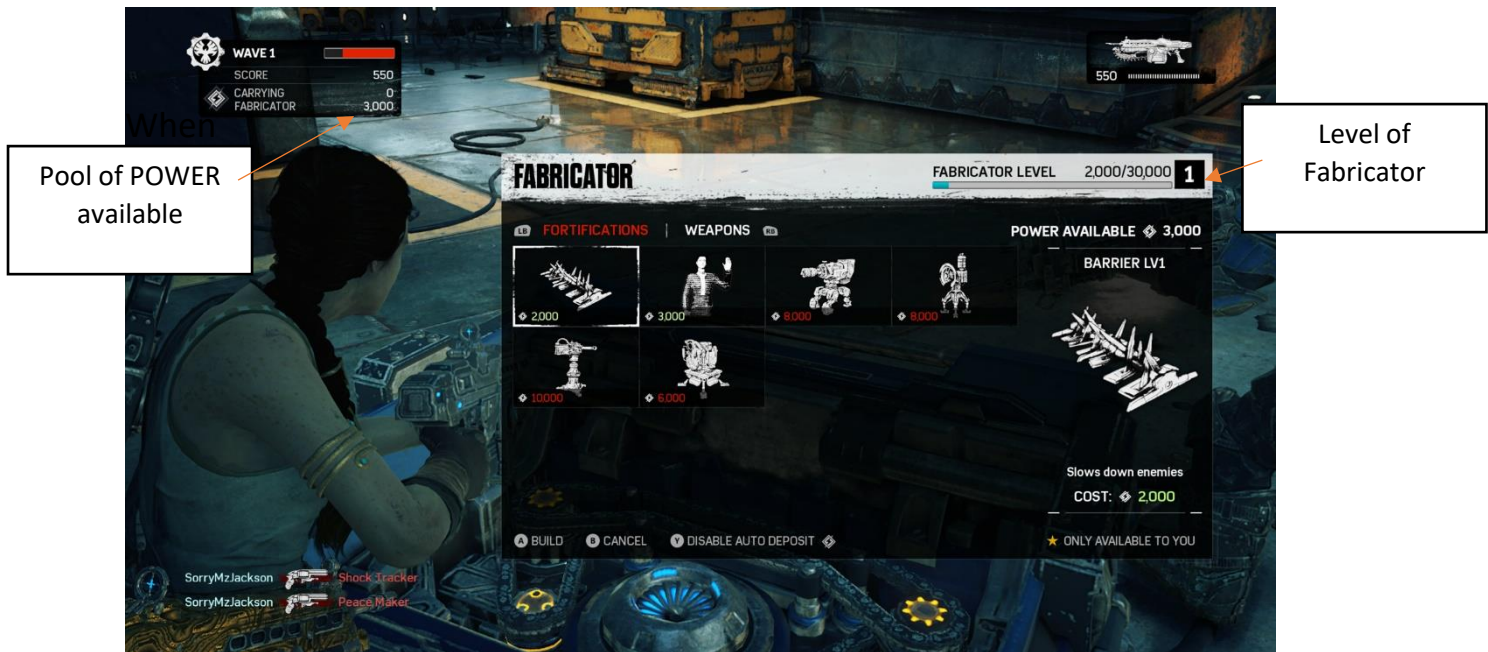 WAVE 1
SCORE 550
CARRYING 0
FABRICATOR 3,000
550
When
Pool of POWER
available
Level of
Fabricator
FABRICATOR
FABRICATOR LEVEL 2,000/30,000 1
LB FORTIFICATIONS | WEAPONS RB
POWER AVAILABLE 3,000
BARRIER LV1
2,000 3,000 8,000 8,000
10,000 6,000
Slows down enemies
COST: 2,000
A BUILD B CANCEL Y DISABLE AUTO DEPOSIT
★ ONLY AVAILABLE TO YOU
SorryMzJackson Shock Tracker
SorryMzJackson Peace Maker